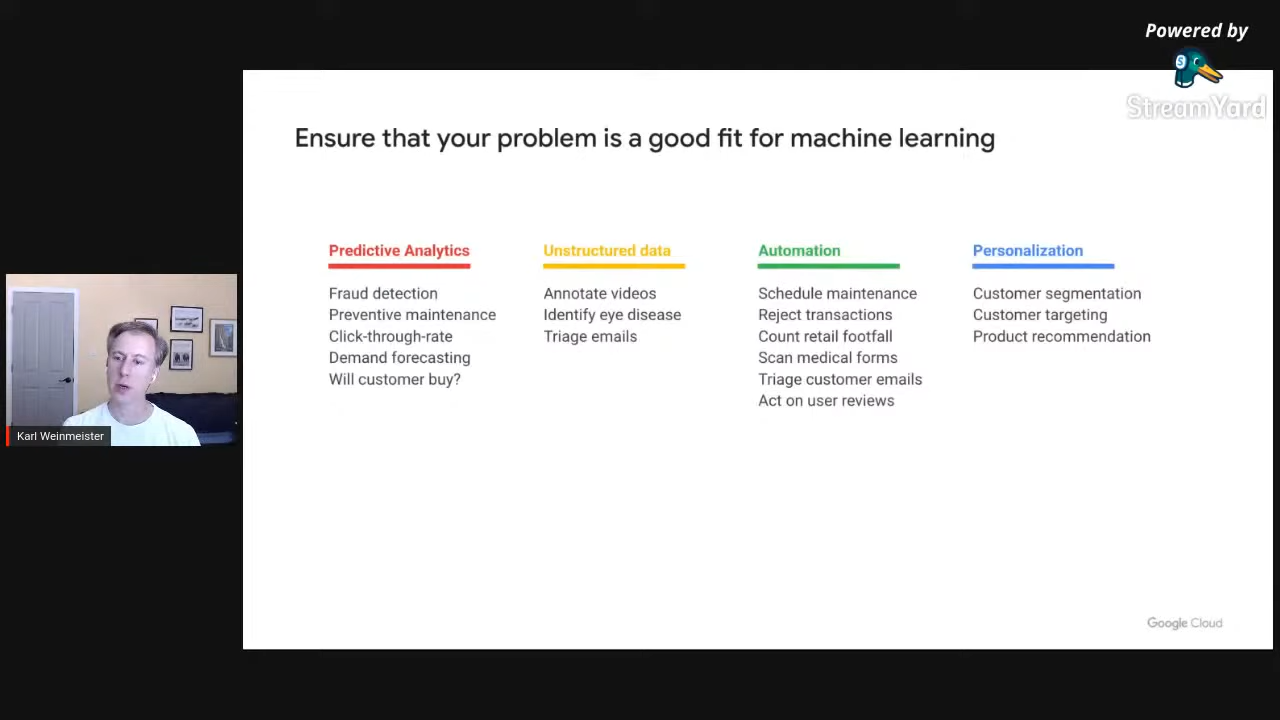 Powered by
StreamYard
Ensure that your problem is a good fit for machine learning
Predictive Analytics
Fraud detection
Preventive maintenance
Click-through-rate
Demand forecasting
Will customer buy?
Unstructured data
Annotate videos
Identify eye disease
Triage emails
Automation
Schedule maintenance
Reject transactions
Count retail footfall
Scan medical forms
Triage customer emails
Act on user reviews
Personalization
Customer segmentation
Customer targeting
Product recommendation
Karl Weinmeister
Google Cloud